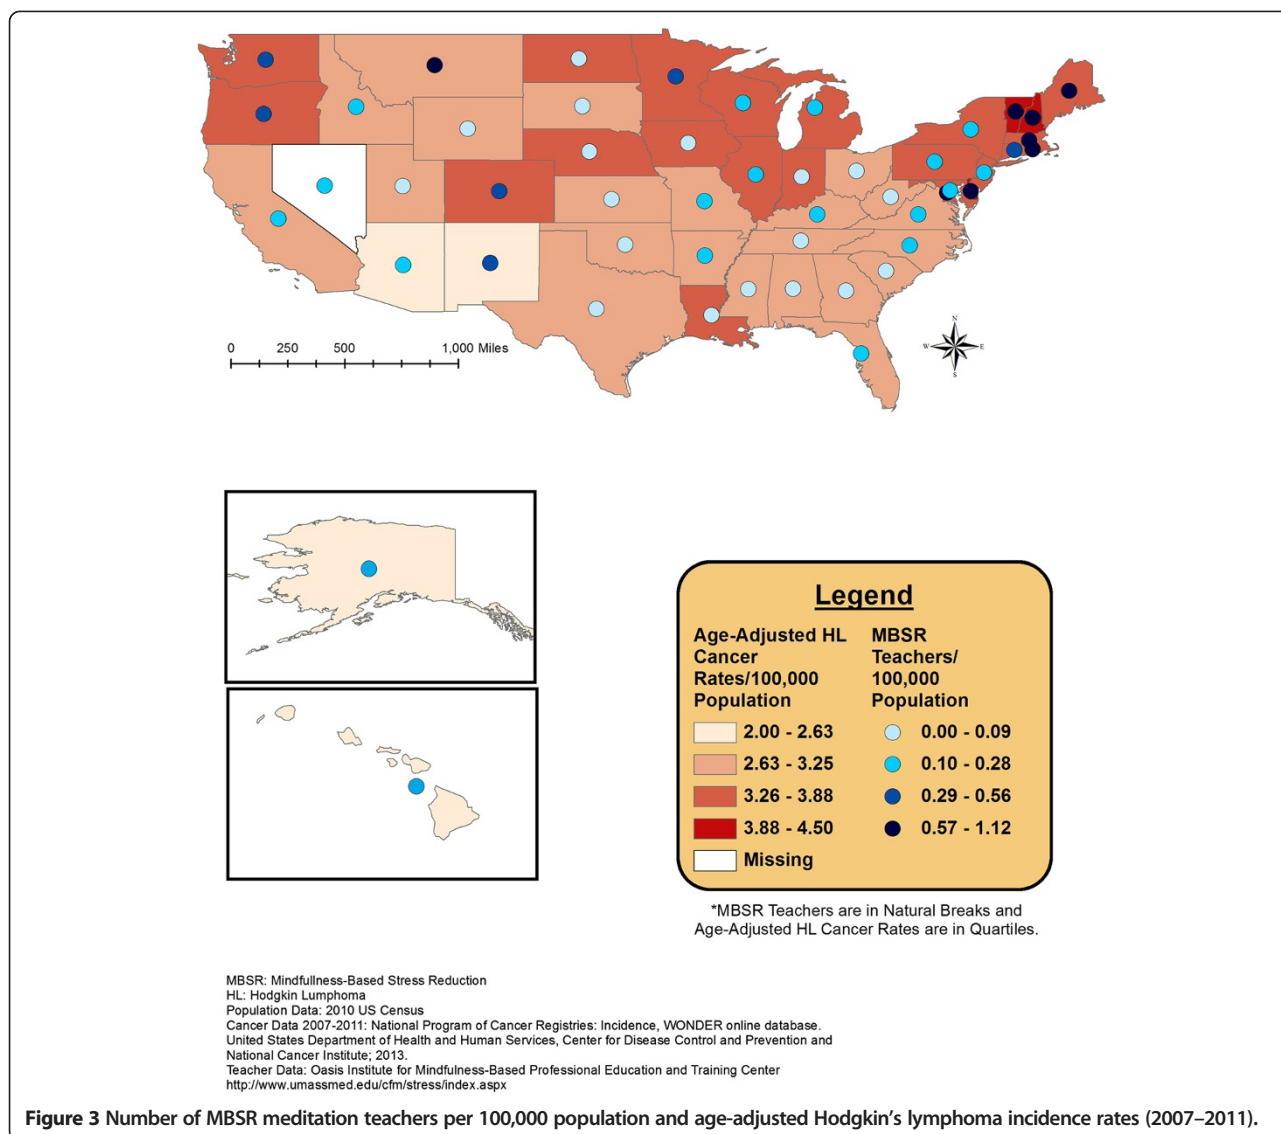 N
W
E
S
0 250 500 1,000 Miles
Legend
Age-Adjusted HL
Cancer
Rates/100,000
Population
2.00 - 2.63
2.63 - 3.25
3.26 - 3.88
3.88 - 4.50
Missing
MBSR
Teachers/
100,000
Population
0.00 - 0.09
0.10 - 0.28
0.29 - 0.56
0.57 - 1.12
*MBSR Teachers are in Natural Breaks and
Age-Adjusted HL Cancer Rates are in Quartiles.
MBSR: Mindfullness-Based Stress Reduction
HL: Hodgkin Lumphoma
Population Data: 2010 US Census
Cancer Data 2007-2011: National Program of Cancer Registries: Incidence, WONDER online database.
United States Department of Health and Human Services, Center for Disease Control and Prevention and
National Cancer Institute; 2013.
Teacher Data: Oasis Institute for Mindfulness-Based Professional Education and Training Center
http://www.umassmed.edu/cfm/stress/index.aspx
Figure 3 Number of MBSR meditation teachers per 100,000 population and age-adjusted Hodgkin's lymphoma incidence rates (2007–2011).